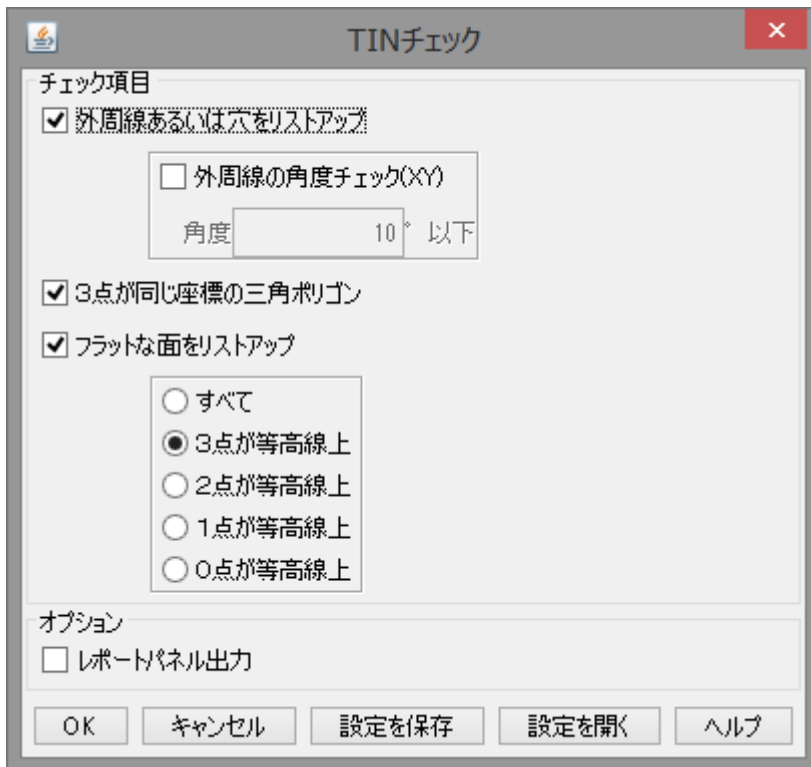 TINチェック
チェック項目
外周線あるいは穴をリストアップ
外周線の角度チェック(XY)
角度 10 ° 以下
３点が同じ座標の三角ポリゴン
フラットな面をリストアップ
すべて
３点が等高線上
２点が等高線上
１点が等高線上
０点が等高線上
オプション
レポートパネル出力
OK キャンセル 設定を保存 設定を開く ヘルプ